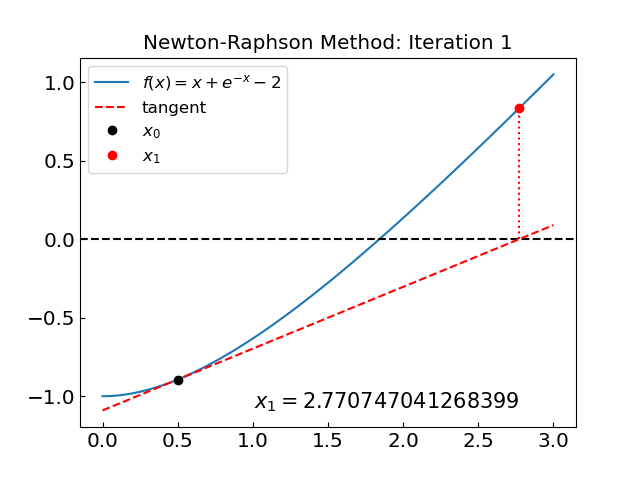 Newton-Raphson Method: Iteration 1
f(x) = x + e^{-x} − 2
tangent
x_0
x_1
1.0
0.5
0.0
−0.5
−1.0
x_1 = 2.770747041268399
0.0 0.5 1.0 1.5 2.0 2.5 3.0